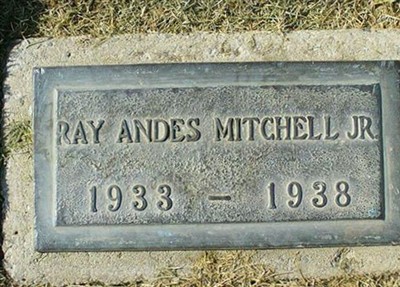 RAY ANDES MITCHELL JR.
1933 - 1938